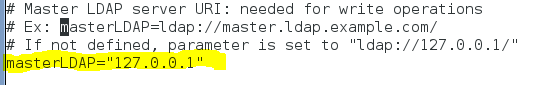 # Master LDAP server URI: needed for write operations
# Ex: masterLDAP=ldap://master.ldap.example.com/
# If not defined, parameter is set to "ldap://127.0.0.1/"
masterLDAP="127.0.0.1"